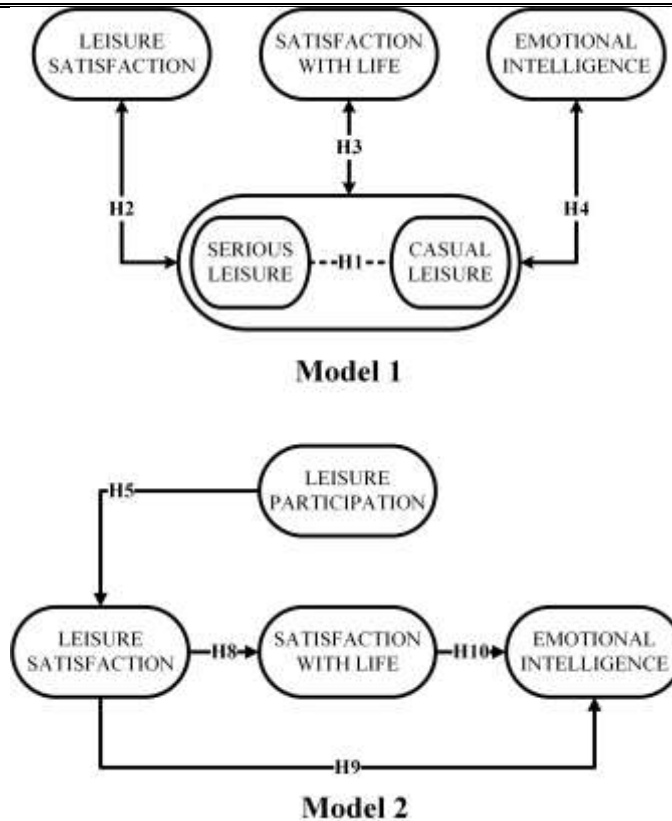 LEISURE
SATISFACTION
SATISFACTION
WITH LIFE
EMOTIONAL
INTELLIGENCE
H3
H2
H4
SERIOUS
LEISURE
H1
CASUAL
LEISURE
Model 1
LEISURE
PARTICIPATION
H5
LEISURE
SATISFACTION
H8
SATISFACTION
WITH LIFE
H10
EMOTIONAL
INTELLIGENCE
H9
Model 2